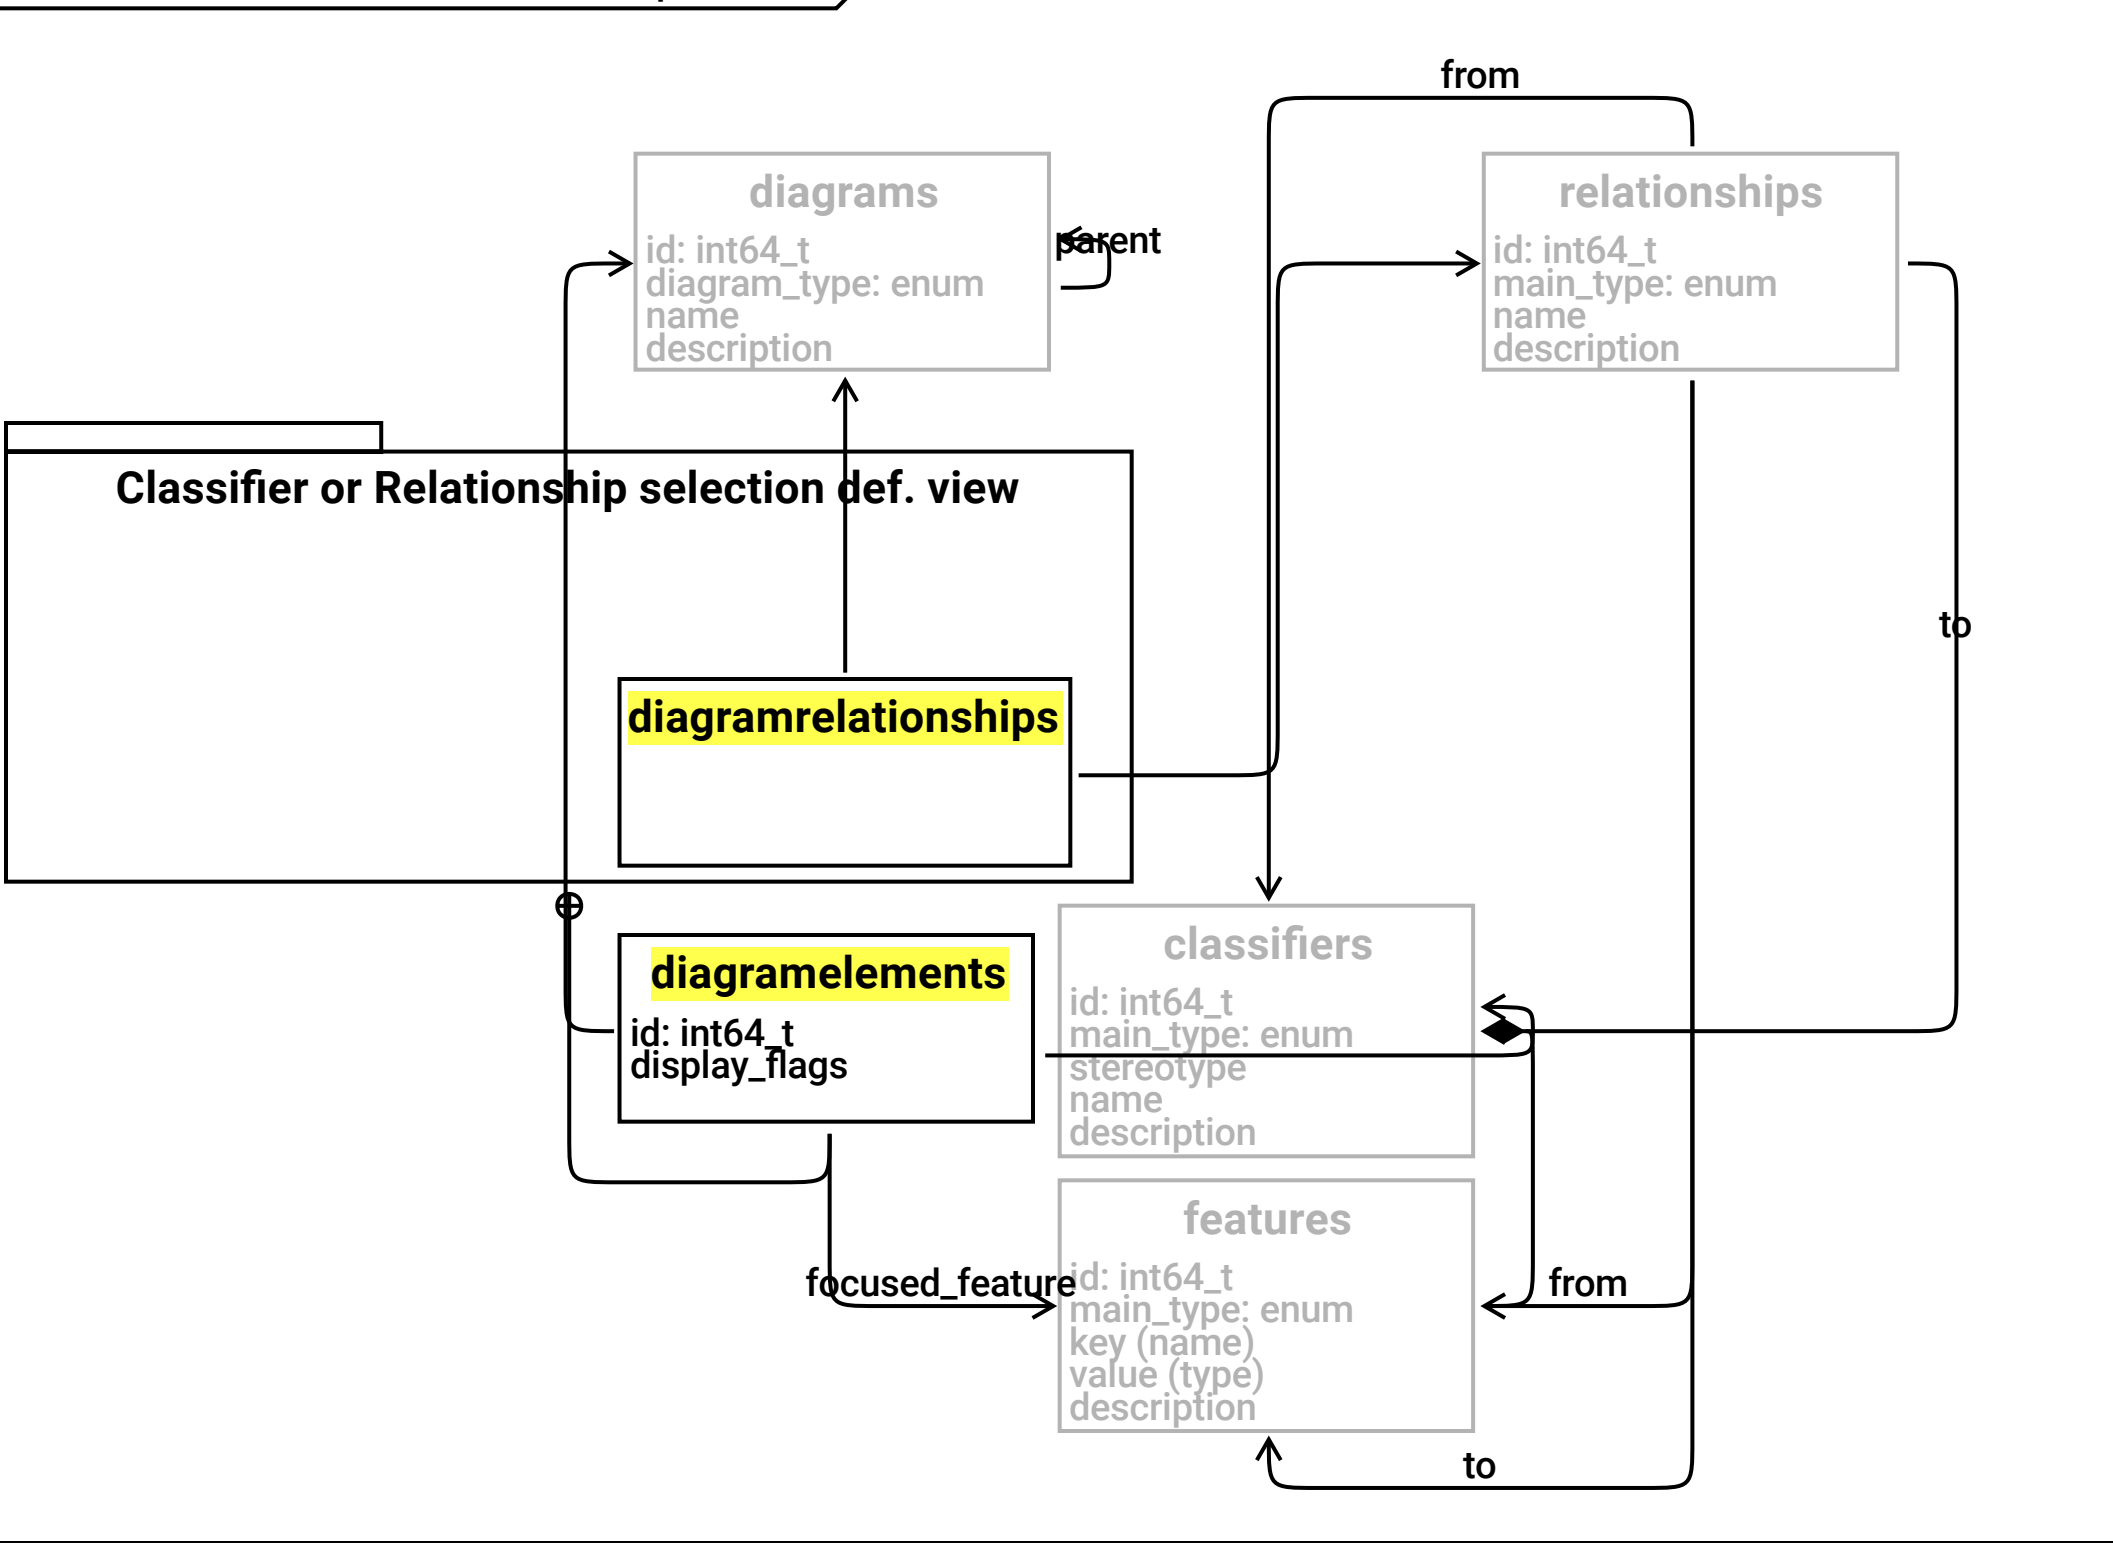 from
diagrams
id: int64_t
diagram_type: enum
name
description
parent
relationships
id: int64_t
main_type: enum
name
description
Classifier or Relationship selection def. view
to
diagramrelationships
diagramelements
id: int64_t
display_flags
classifiers
id: int64_t
main_type: enum
stereotype
name
description
features
id: int64_t
main_type: enum
key (name)
value (type)
description
focused_feature
from
to